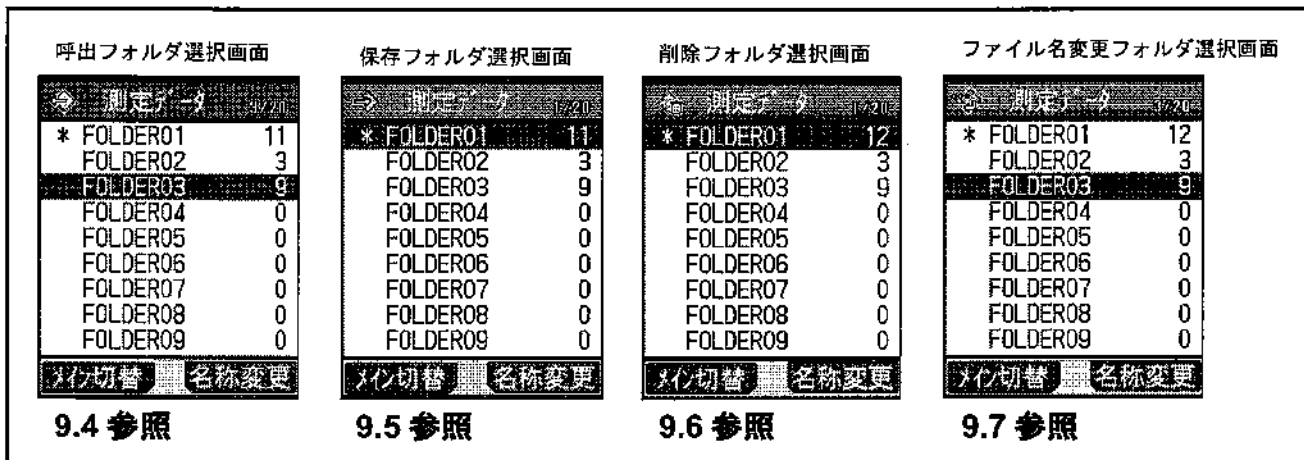 呼出フォルダ選択画面
測定データ
* FOLDER01 11
FOLDER02 3
FOLDER03 9
FOLDER04 0
FOLDER05 0
FOLDER06 0
FOLDER07 0
FOLDER08 0
FOLDER09 0
メイン切替 名称変更
9.4 参照
保存フォルダ選択画面
測定データ 1/20
* FOLDER01 11
FOLDER02 3
FOLDER03 9
FOLDER04 0
FOLDER05 0
FOLDER06 0
FOLDER07 0
FOLDER08 0
FOLDER09 0
メイン切替 名称変更
9.5 参照
削除フォルダ選択画面
測定データ 1/20
* FOLDER01 12
FOLDER02 3
FOLDER03 9
FOLDER04 0
FOLDER05 0
FOLDER06 0
FOLDER07 0
FOLDER08 0
FOLDER09 0
メイン切替 名称変更
9.6 参照
ファイル名変更フォルダ選択画面
測定データ
* FOLDER01 12
FOLDER02 3
FOLDER03 9
FOLDER04 0
FOLDER05 0
FOLDER06 0
FOLDER07 0
FOLDER08 0
FOLDER09 0
メイン切替 名称変更
9.7 参照